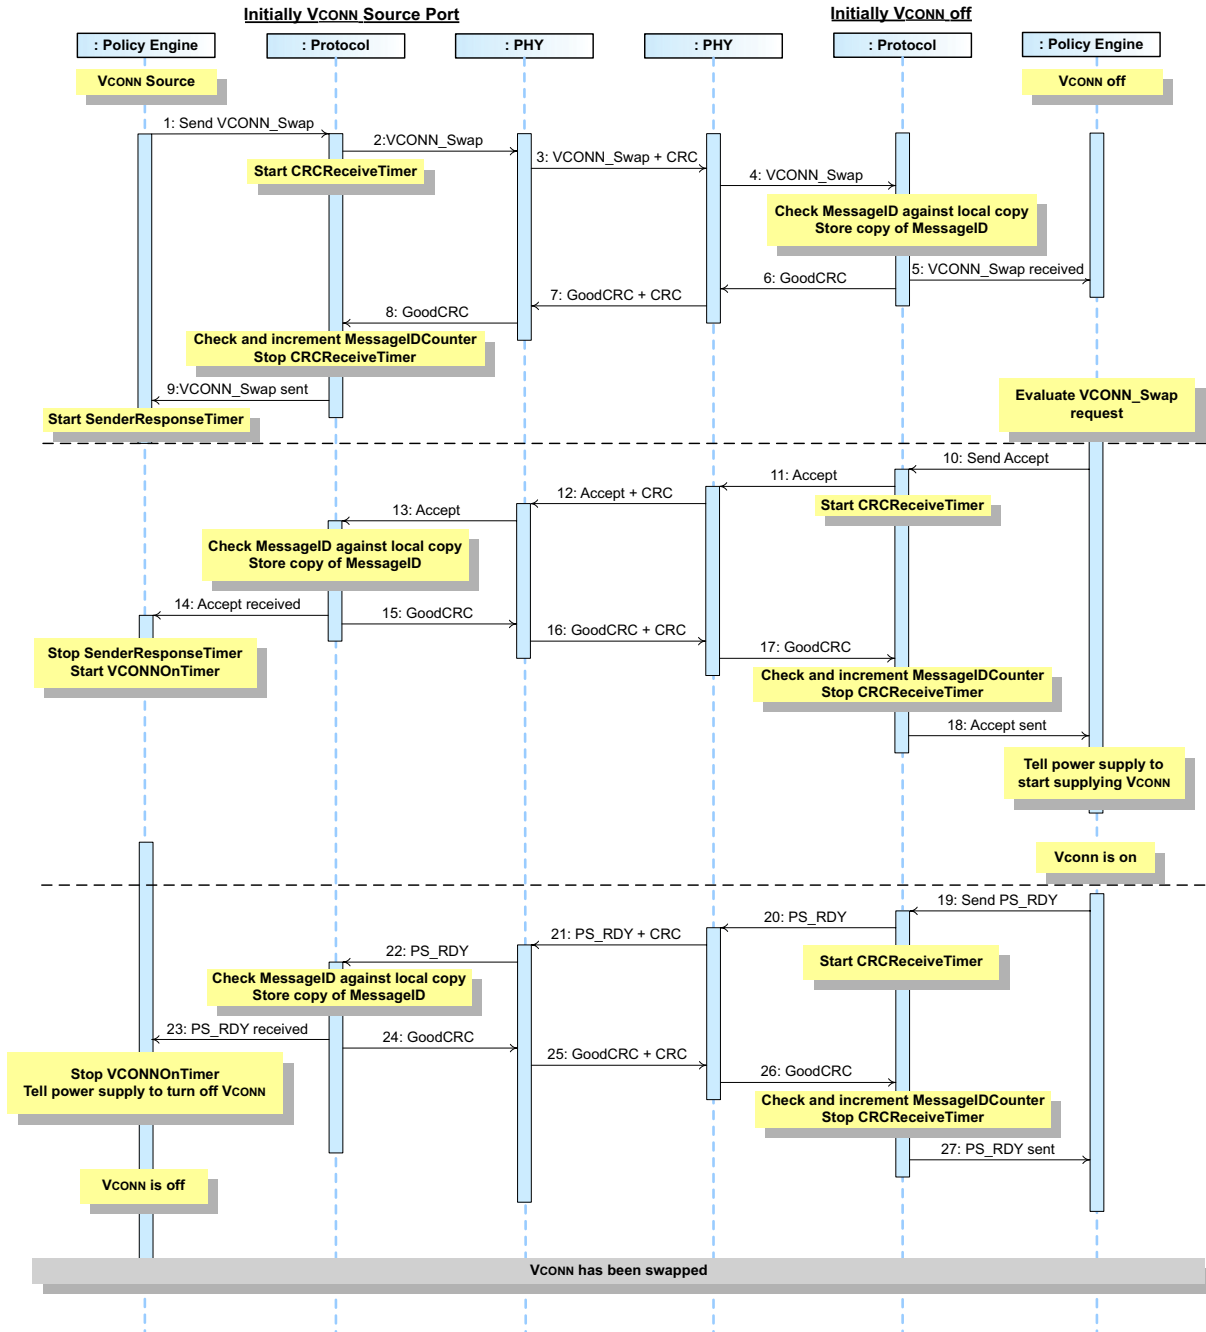 Initially VCONN Source Port
Initially VCONN off
: Policy Engine
: Protocol
: PHY
: PHY
: Protocol
: Policy Engine
VCONN Source
VCONN off
1: Send VCONN_Swap
2:VCONN_Swap
Start CRCReceiveTimer
3: VCONN_Swap + CRC
4: VCONN_Swap
Check MessageID against local copy
Store copy of MessageID
5: VCONN_Swap received
6: GoodCRC
7: GoodCRC + CRC
8: GoodCRC
Check and increment MessageIDCounter
Stop CRCReceiveTimer
9:VCONN_Swap sent
Start SenderResponseTimer
Evaluate VCONN_Swap
request
10: Send Accept
11: Accept
Start CRCReceiveTimer
12: Accept + CRC
13: Accept
Check MessageID against local copy
Store copy of MessageID
14: Accept received
15: GoodCRC
Stop SenderResponseTimer
Start VCONNOnTimer
16: GoodCRC + CRC
17: GoodCRC
Check and increment MessageIDCounter
Stop CRCReceiveTimer
18: Accept sent
Tell power supply to
start supplying VCONN
Vconn is on
19: Send PS_RDY
20: PS_RDY
Start CRCReceiveTimer
21: PS_RDY + CRC
22: PS_RDY
Check MessageID against local copy
Store copy of MessageID
23: PS_RDY received
24: GoodCRC
Stop VCONNOnTimer
Tell power supply to turn off VCONN
25: GoodCRC + CRC
26: GoodCRC
Check and increment MessageIDCounter
Stop CRCReceiveTimer
27: PS_RDY sent
VCONN is off
VCONN has been swapped